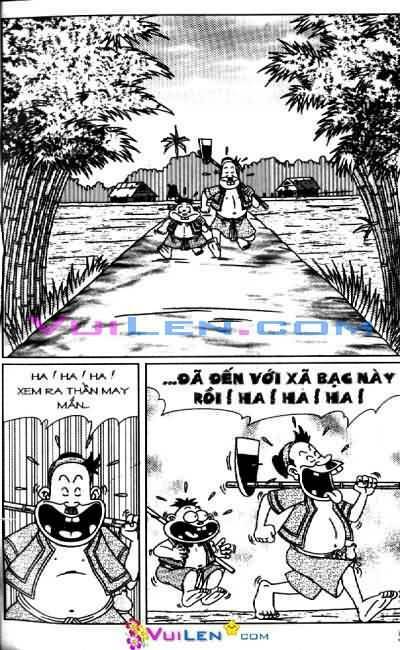 VuiLen.com
HA! HA! HA!
XEM RA THẦN MAY
MẮN...
...ĐÃ ĐẾN VỚI XÃ BẠC NÀY
RỒI! HA! HA! HA!
VuiLen.com